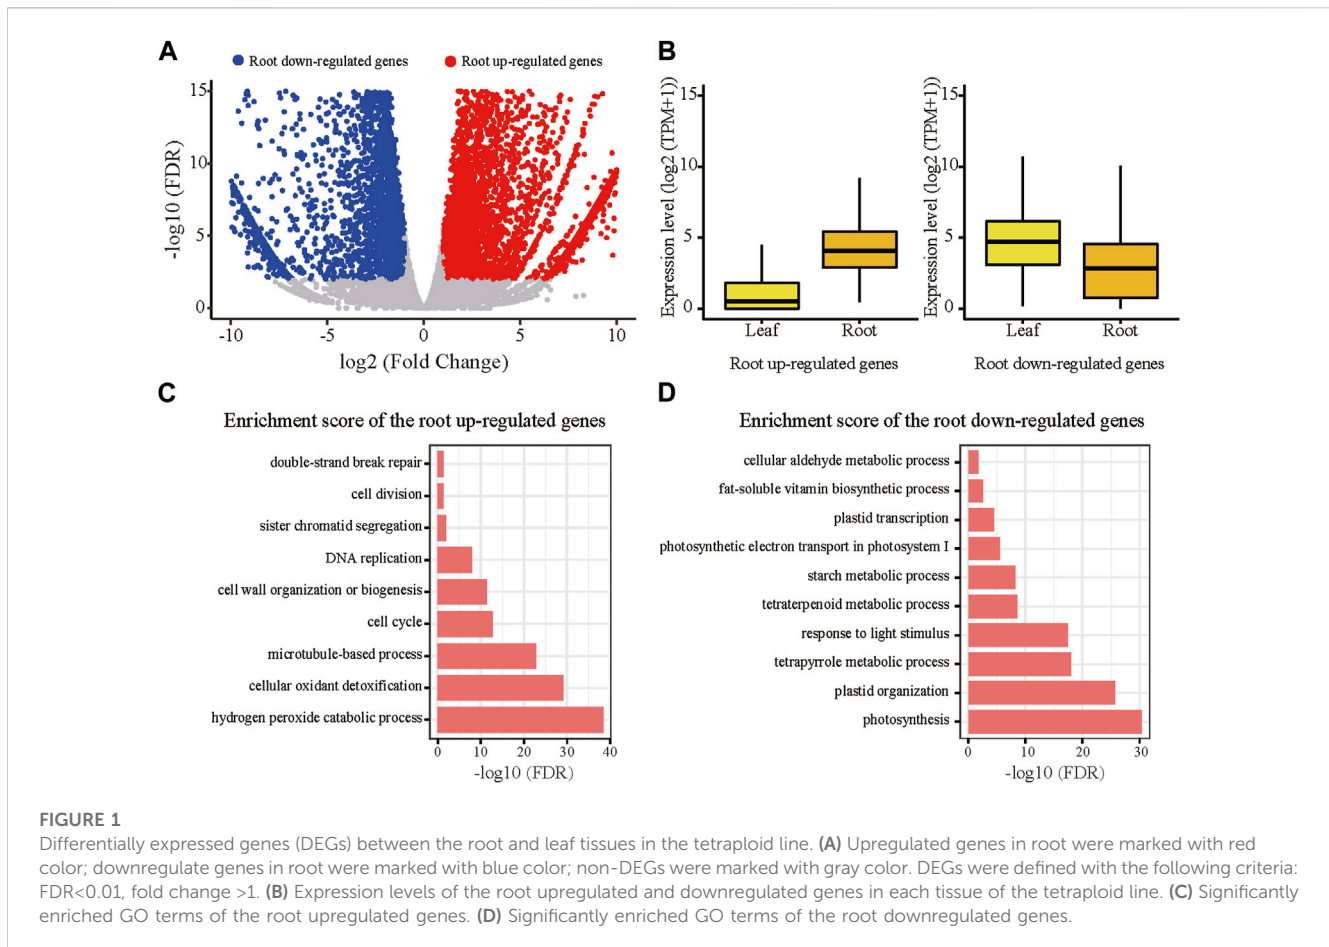 A
Root down-regulated genes
Root up-regulated genes
-log10 (FDR)
15
10
5
0
-10
-5
0
5
10
log2 (Fold Change)
B
Expression level (log2 (TPM+1))
15
10
5
0
Leaf
Root
Root up-regulated genes
Expression level (log2 (TPM+1))
15
10
5
0
Leaf
Root
Root down-regulated genes
C
Enrichment score of the root up-regulated genes
double-strand break repair
cell division
sister chromatid segregation
DNA replication
cell wall organization or biogenesis
cell cycle
microtubule-based process
cellular oxidant detoxification
hydrogen peroxide catabolic process
0
10
20
30
40
-log10 (FDR)
D
Enrichment score of the root down-regulated genes
cellular aldehyde metabolic process
fat-soluble vitamin biosynthetic process
plastid transcription
photosynthetic electron transport in photosystem I
starch metabolic process
tetraterpenoid metabolic process
response to light stimulus
tetrapyrrole metabolic process
plastid organization
photosynthesis
0
10
20
30
-log10 (FDR)
FIGURE 1
Differentially expressed genes (DEGs) between the root and leaf tissues in the tetraploid line. (A) Upregulated genes in root were marked with red
color; downregulate genes in root were marked with blue color; non-DEGs were marked with gray color. DEGs were defined with the following criteria:
FDR<0.01, fold change >1. (B) Expression levels of the root upregulated and downregulated genes in each tissue of the tetraploid line. (C) Significantly
enriched GO terms of the root upregulated genes. (D) Significantly enriched GO terms of the root downregulated genes.